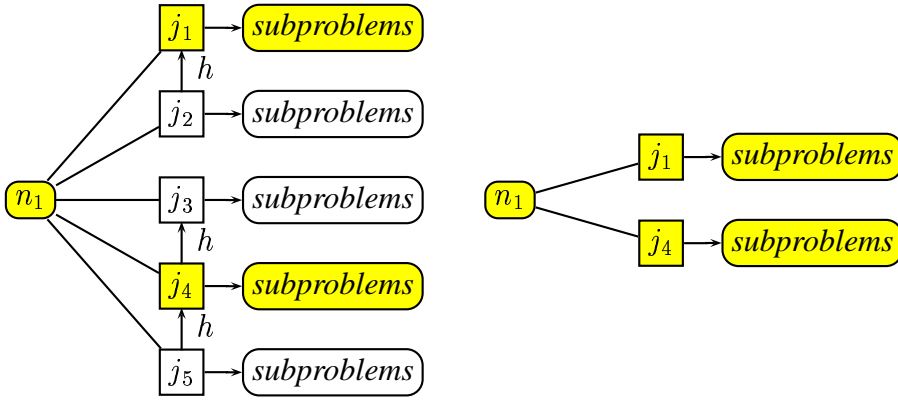 j₁ subproblems
h
j₂ subproblems
n₁ j₃ subproblems
h
j₄ subproblems
h
j₅ subproblems
j₁ subproblems
n₁
j₄ subproblems